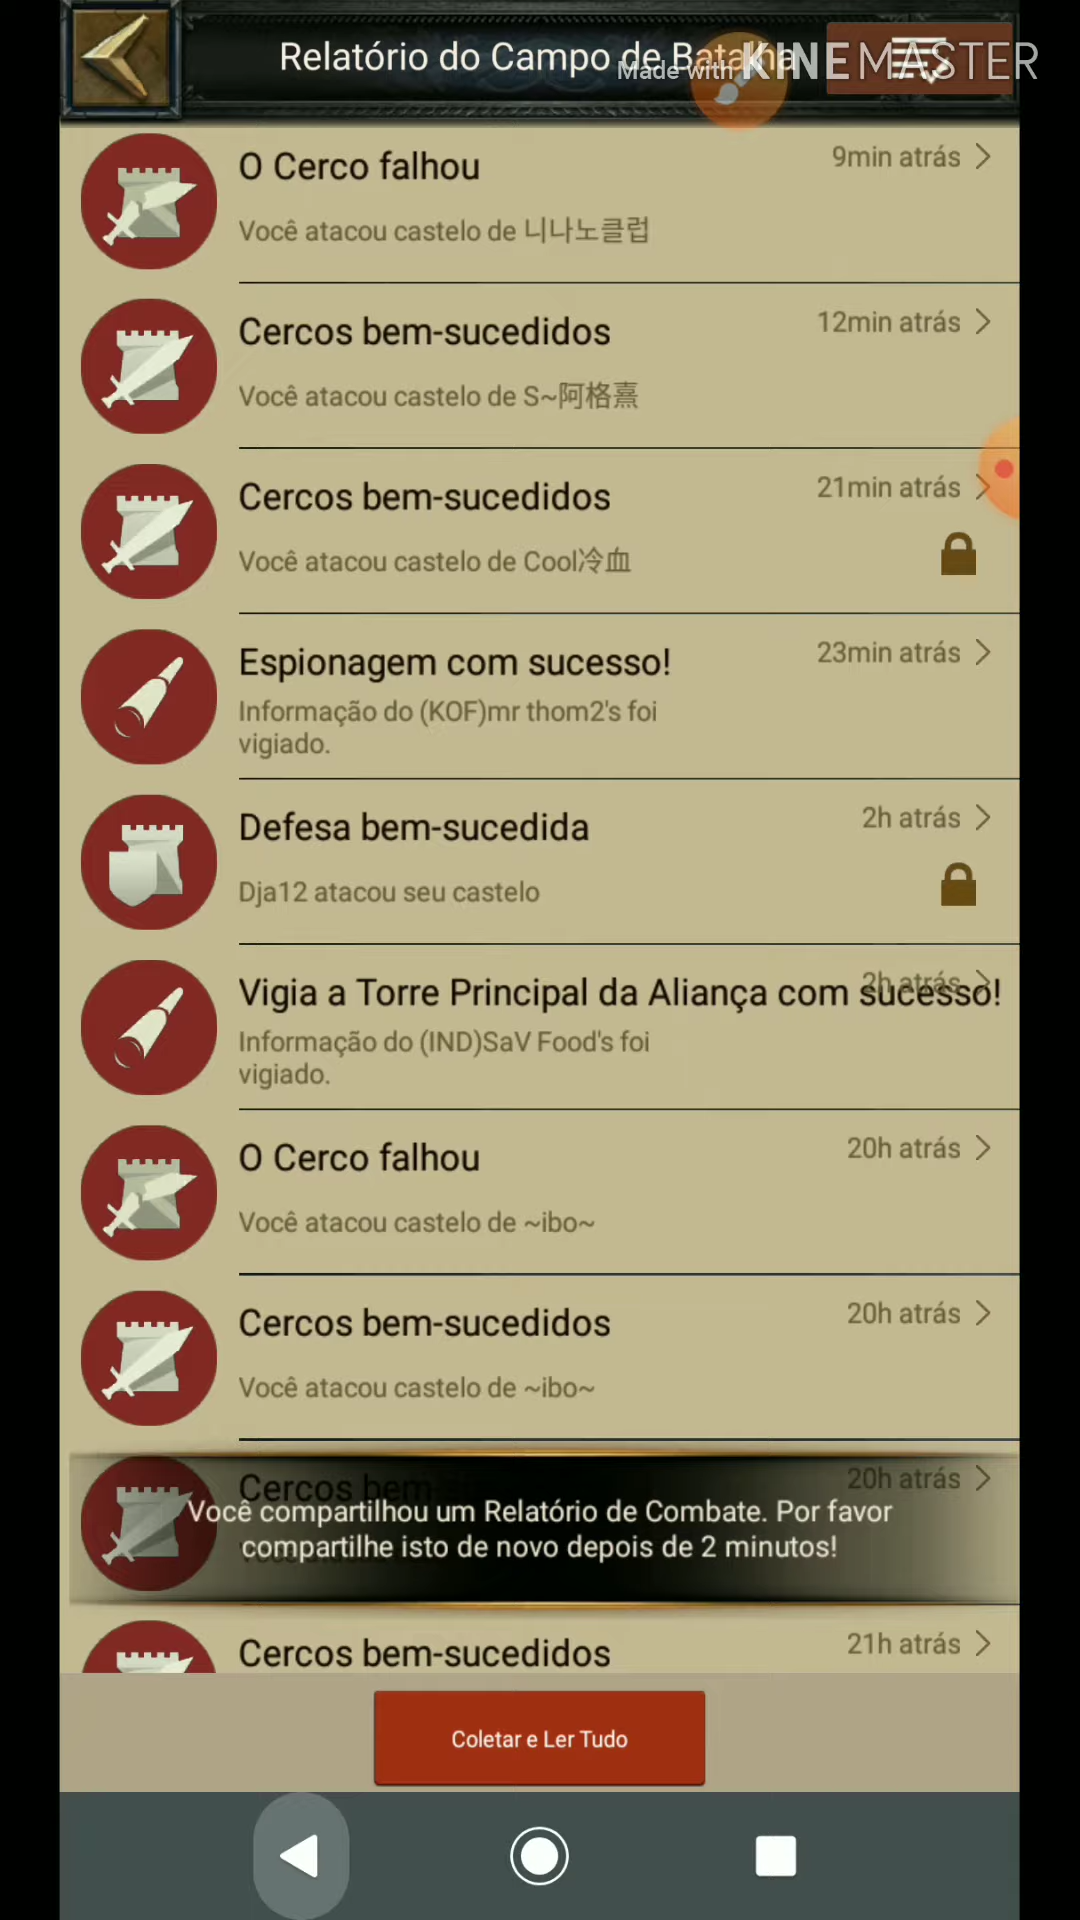 Relatório do Campo de Batalha
Made with KINEMASTER
O Cerco falhou
9min atrás
Você atacou castelo de 니나노클럽
Cercos bem-sucedidos
12min atrás
Você atacou castelo de S~阿格熹
Cercos bem-sucedidos
21min atrás
Você atacou castelo de Cool冷血
Espionagem com sucesso!
23min atrás
Informação do (KOF)mr thom2's foi
vigiado.
Defesa bem-sucedida
2h atrás
Dja12 atacou seu castelo
Vigia a Torre Principal da Aliança com sucesso!
2h atrás
Informação do (IND)SaV Food's foi
vigiado.
O Cerco falhou
20h atrás
Você atacou castelo de ~ibo~
Cercos bem-sucedidos
20h atrás
Você atacou castelo de ~ibo~
Cercos bem
20h atrás
Você compartilhou um Relatório de Combate. Por favor
compartilhe isto de novo depois de 2 minutos!
Cercos bem-sucedidos
21h atrás
Coletar e Ler Tudo